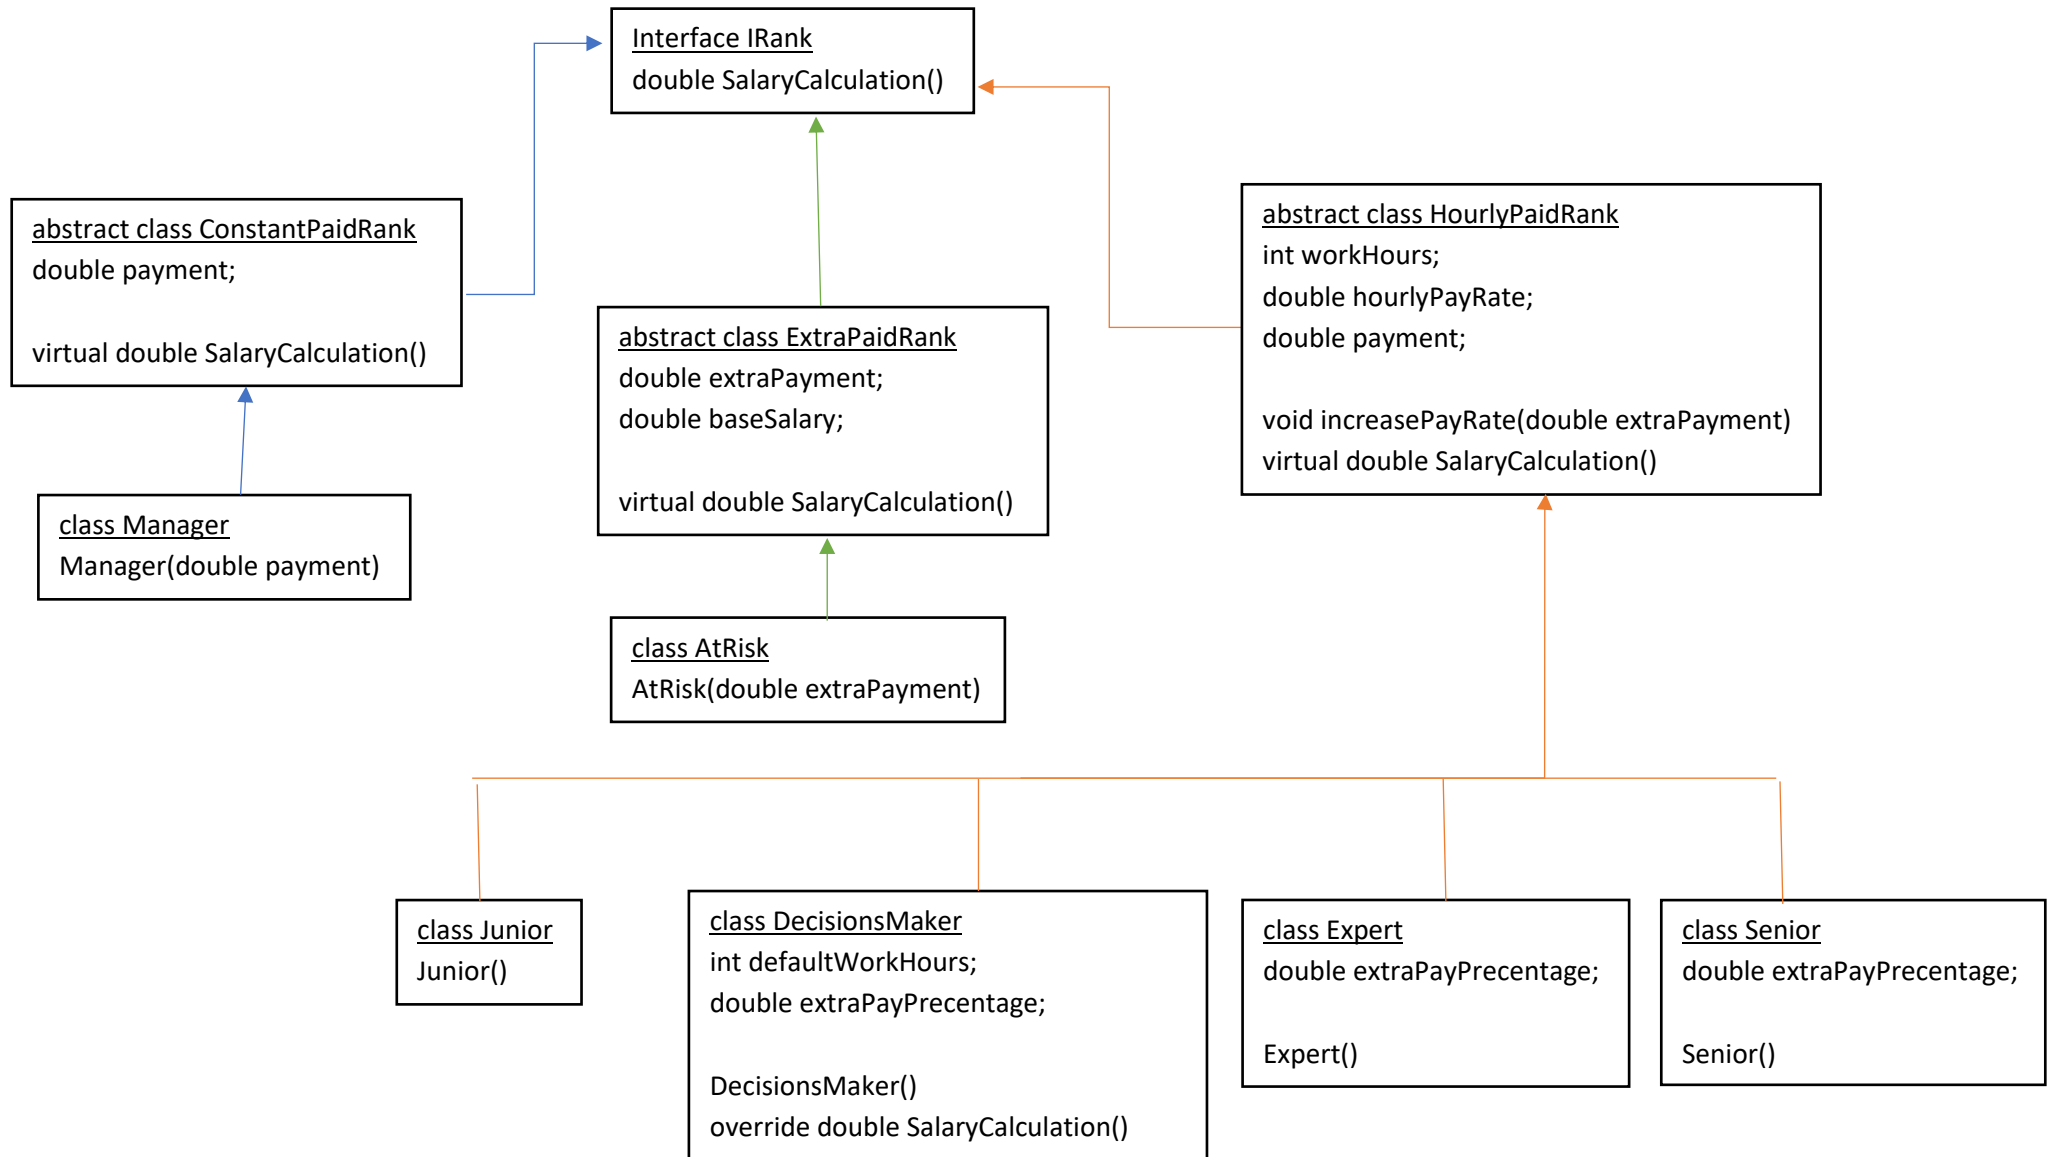 Interface IRank
double SalaryCalculation()
abstract class ConstantPaidRank
double payment;
virtual double SalaryCalculation()
abstract class HourlyPaidRank
int workHours;
double hourlyPayRate;
double payment;
void increasePayRate(double extraPayment)
virtual double SalaryCalculation()
abstract class ExtraPaidRank
double extraPayment;
double baseSalary;
virtual double SalaryCalculation()
class Manager
Manager(double payment)
class AtRisk
AtRisk(double extraPayment)
class Junior
Junior()
class DecisionsMaker
int defaultWorkHours;
double extraPayPrecentage;
DecisionsMaker()
override double SalaryCalculation()
class Expert
double extraPayPrecentage;
Expert()
class Senior
double extraPayPrecentage;
Senior()